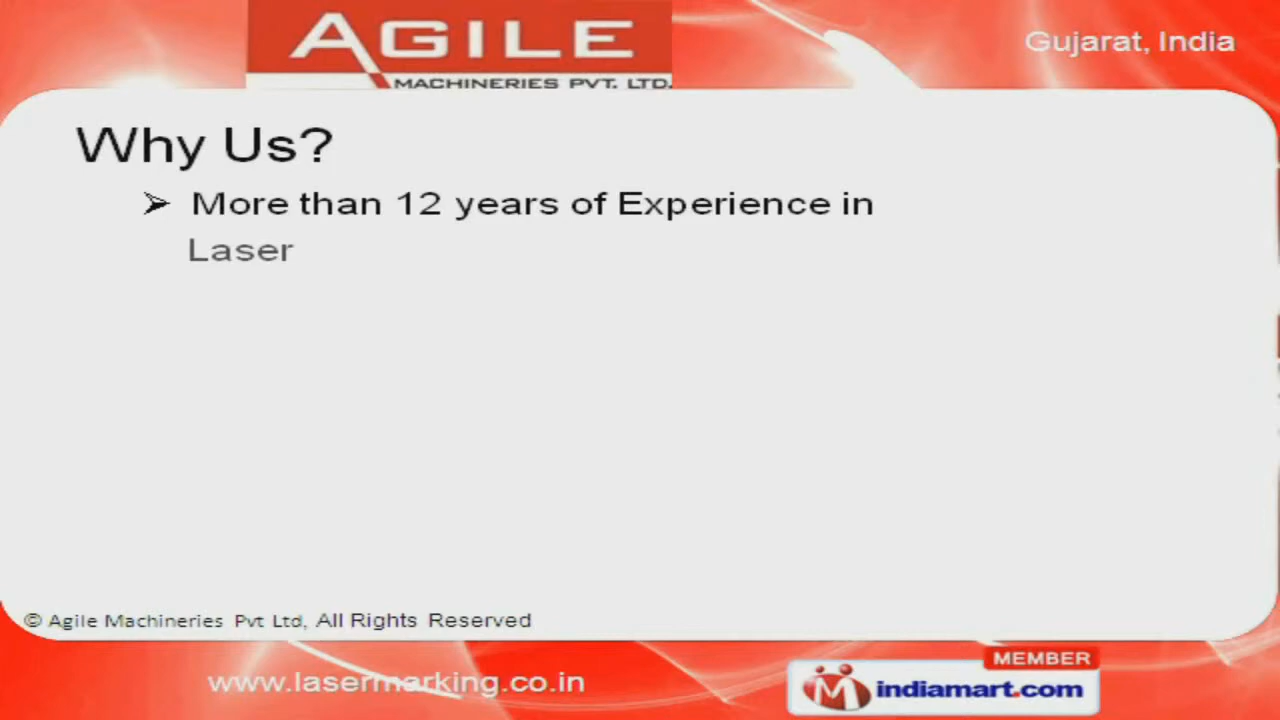 AGILE
MACHINERIES PVT. LTD.
Gujarat, India
Why Us?
➢ More than 12 years of Experience in
Laser
© Agile Machineries Pvt Ltd, All Rights Reserved
www.lasermarking.co.in
MEMBER
indiamart.com